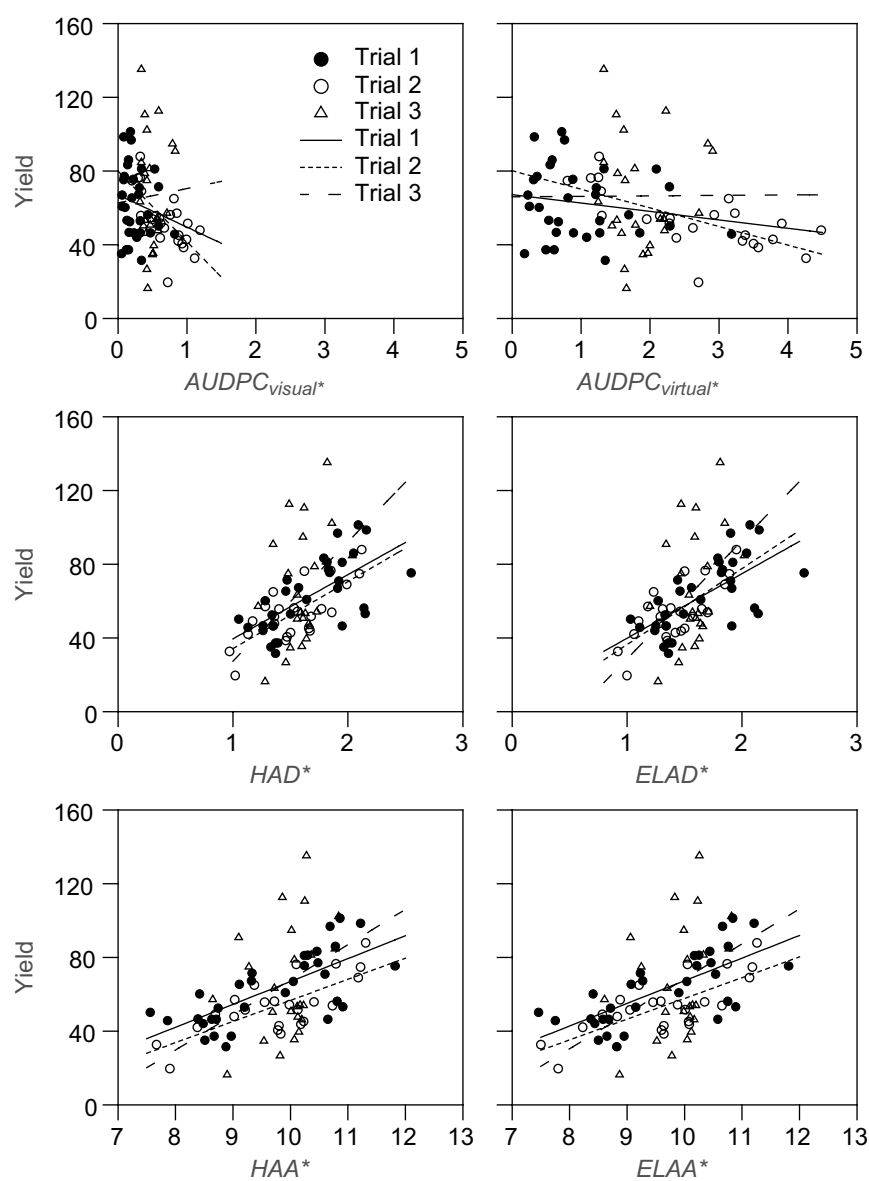 160
120
80
40
0
Yield
0 1 2 3 4 5
AUDPCvisual*
Trial 1
Trial 2
Trial 3
Trial 1
Trial 2
Trial 3
0 1 2 3 4 5
AUDPCvirtual*
160
120
80
40
0
Yield
0 1 2 3
HAD*
0 1 2 3
ELAD*
160
120
80
40
0
Yield
7 8 9 10 11 12 13
HAA*
7 8 9 10 11 12 13
ELAA*